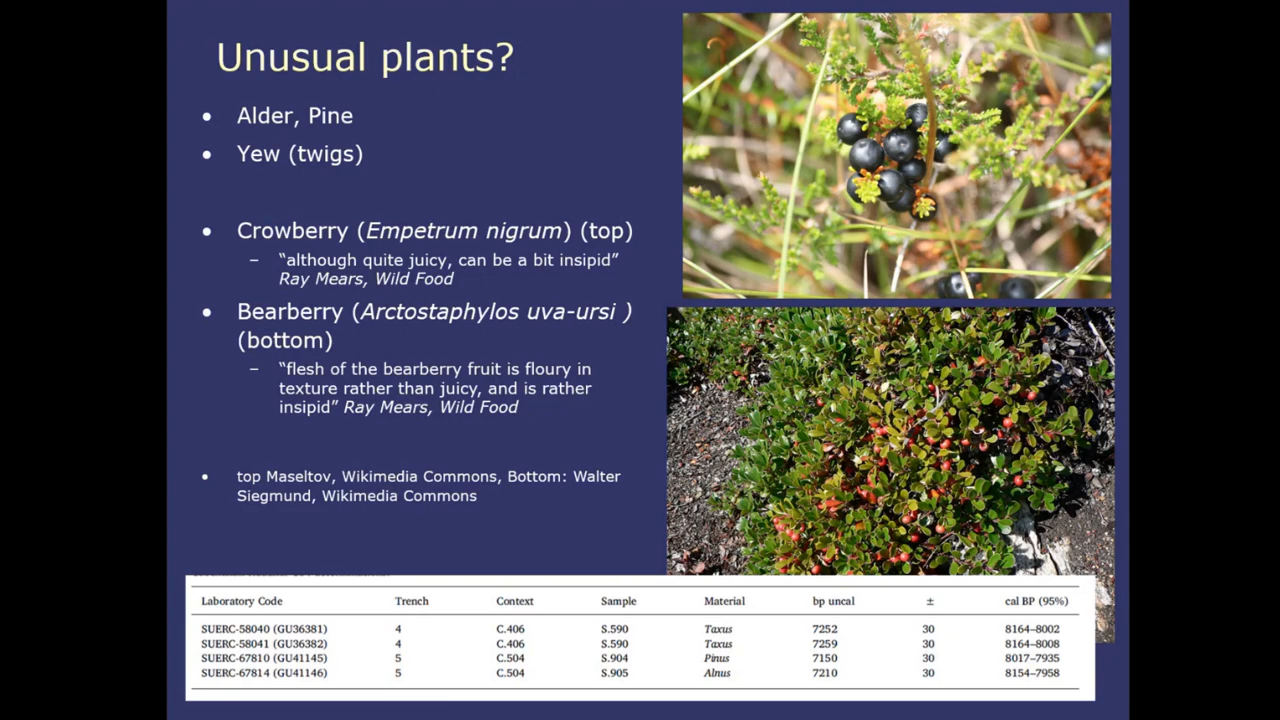 Unusual plants?
• Alder, Pine
• Yew (twigs)
• Crowberry (Empetrum nigrum) (top)
– “although quite juicy, can be a bit insipid”
Ray Mears, Wild Food
• Bearberry (Arctostaphylos uva-ursi )
(bottom)
– “flesh of the bearberry fruit is floury in
texture rather than juicy, and is rather
insipid” Ray Mears, Wild Food
• top Maseltov, Wikimedia Commons, Bottom: Walter
Siegmund, Wikimedia Commons
Laboratory Code Trench Context Sample Material bp uncal ± cal BP (95%)
SUERC-58040 (GU36381) 4 C.406 S.590 Taxus 7252 30 8164–8002
SUERC-58041 (GU36382) 4 C.406 S.590 Taxus 7259 30 8164–8008
SUERC-67810 (GU41145) 5 C.504 S.904 Pinus 7150 30 8017–7935
SUERC-67814 (GU41146) 5 C.504 S.905 Alnus 7210 30 8154–7958